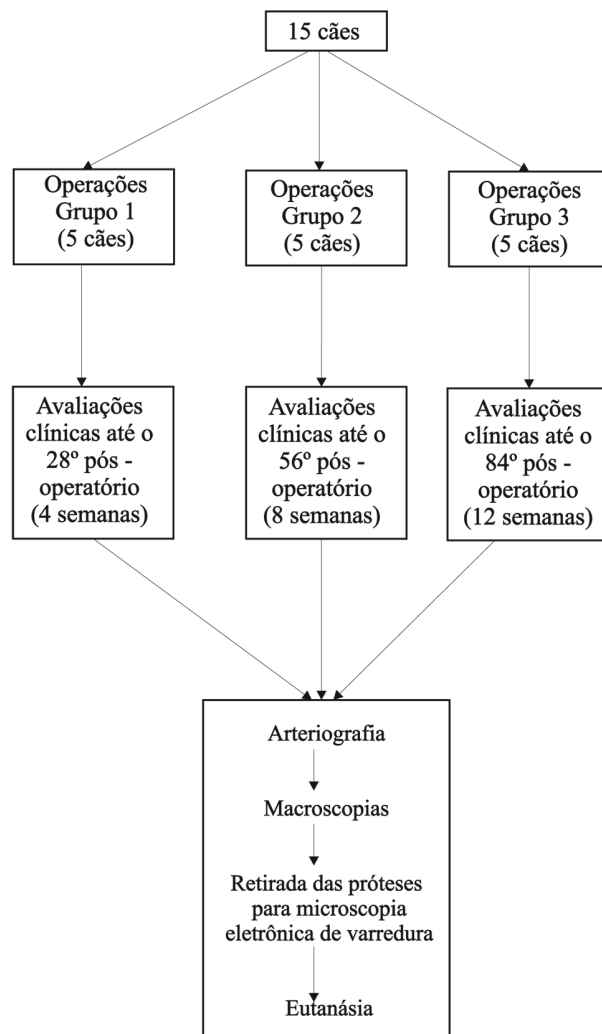 15 cães
Operações
Grupo 1
(5 cães)
Operações
Grupo 2
(5 cães)
Operações
Grupo 3
(5 cães)
Avaliações
clínicas até o
28º pós -
operatório
(4 semanas)
Avaliações
clínicas até o
56º pós -
operatório
(8 semanas)
Avaliações
clínicas até o
84º pós -
operatório
(12 semanas)
Arteriografia
Macroscopias
Retirada das próteses
para microscopia
eletrônica de varredura
Eutanásia